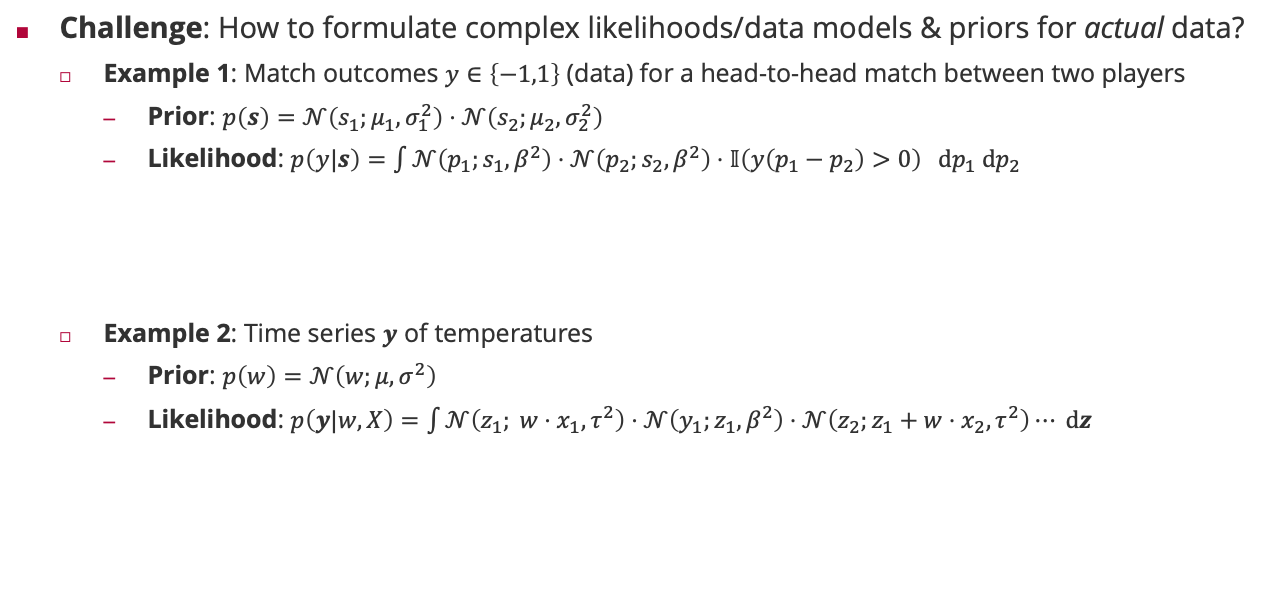 Challenge: How to formulate complex likelihoods/data models & priors for actual data?
Example 1: Match outcomes y ∈ {−1,1} (data) for a head-to-head match between two players
– Prior: p(s) = 𝒩(s₁; μ₁, σ₁²) · 𝒩(s₂; μ₂, σ₂²)
– Likelihood: p(y|s) = ∫ 𝒩(p₁; s₁, β²) · 𝒩(p₂; s₂, β²) · 𝕀(y(p₁ − p₂) > 0) dp₁ dp₂
Example 2: Time series y of temperatures
– Prior: p(w) = 𝒩(w; μ, σ²)
– Likelihood: p(y|w, X) = ∫ 𝒩(z₁; w · x₁, τ²) · 𝒩(y₁; z₁, β²) · 𝒩(z₂; z₁ + w · x₂, τ²) ⋯ dz